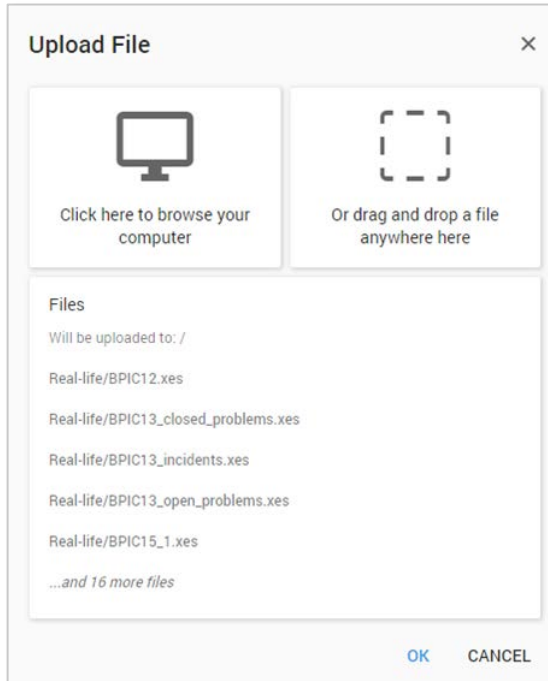 Upload File
Click here to browse your
computer
Or drag and drop a file
anywhere here
Files
Will be uploaded to: /
Real-life/BPIC12.xes
Real-life/BPIC13_closed_problems.xes
Real-life/BPIC13_incidents.xes
Real-life/BPIC13_open_problems.xes
Real-life/BPIC15_1.xes
...and 16 more files
OK CANCEL